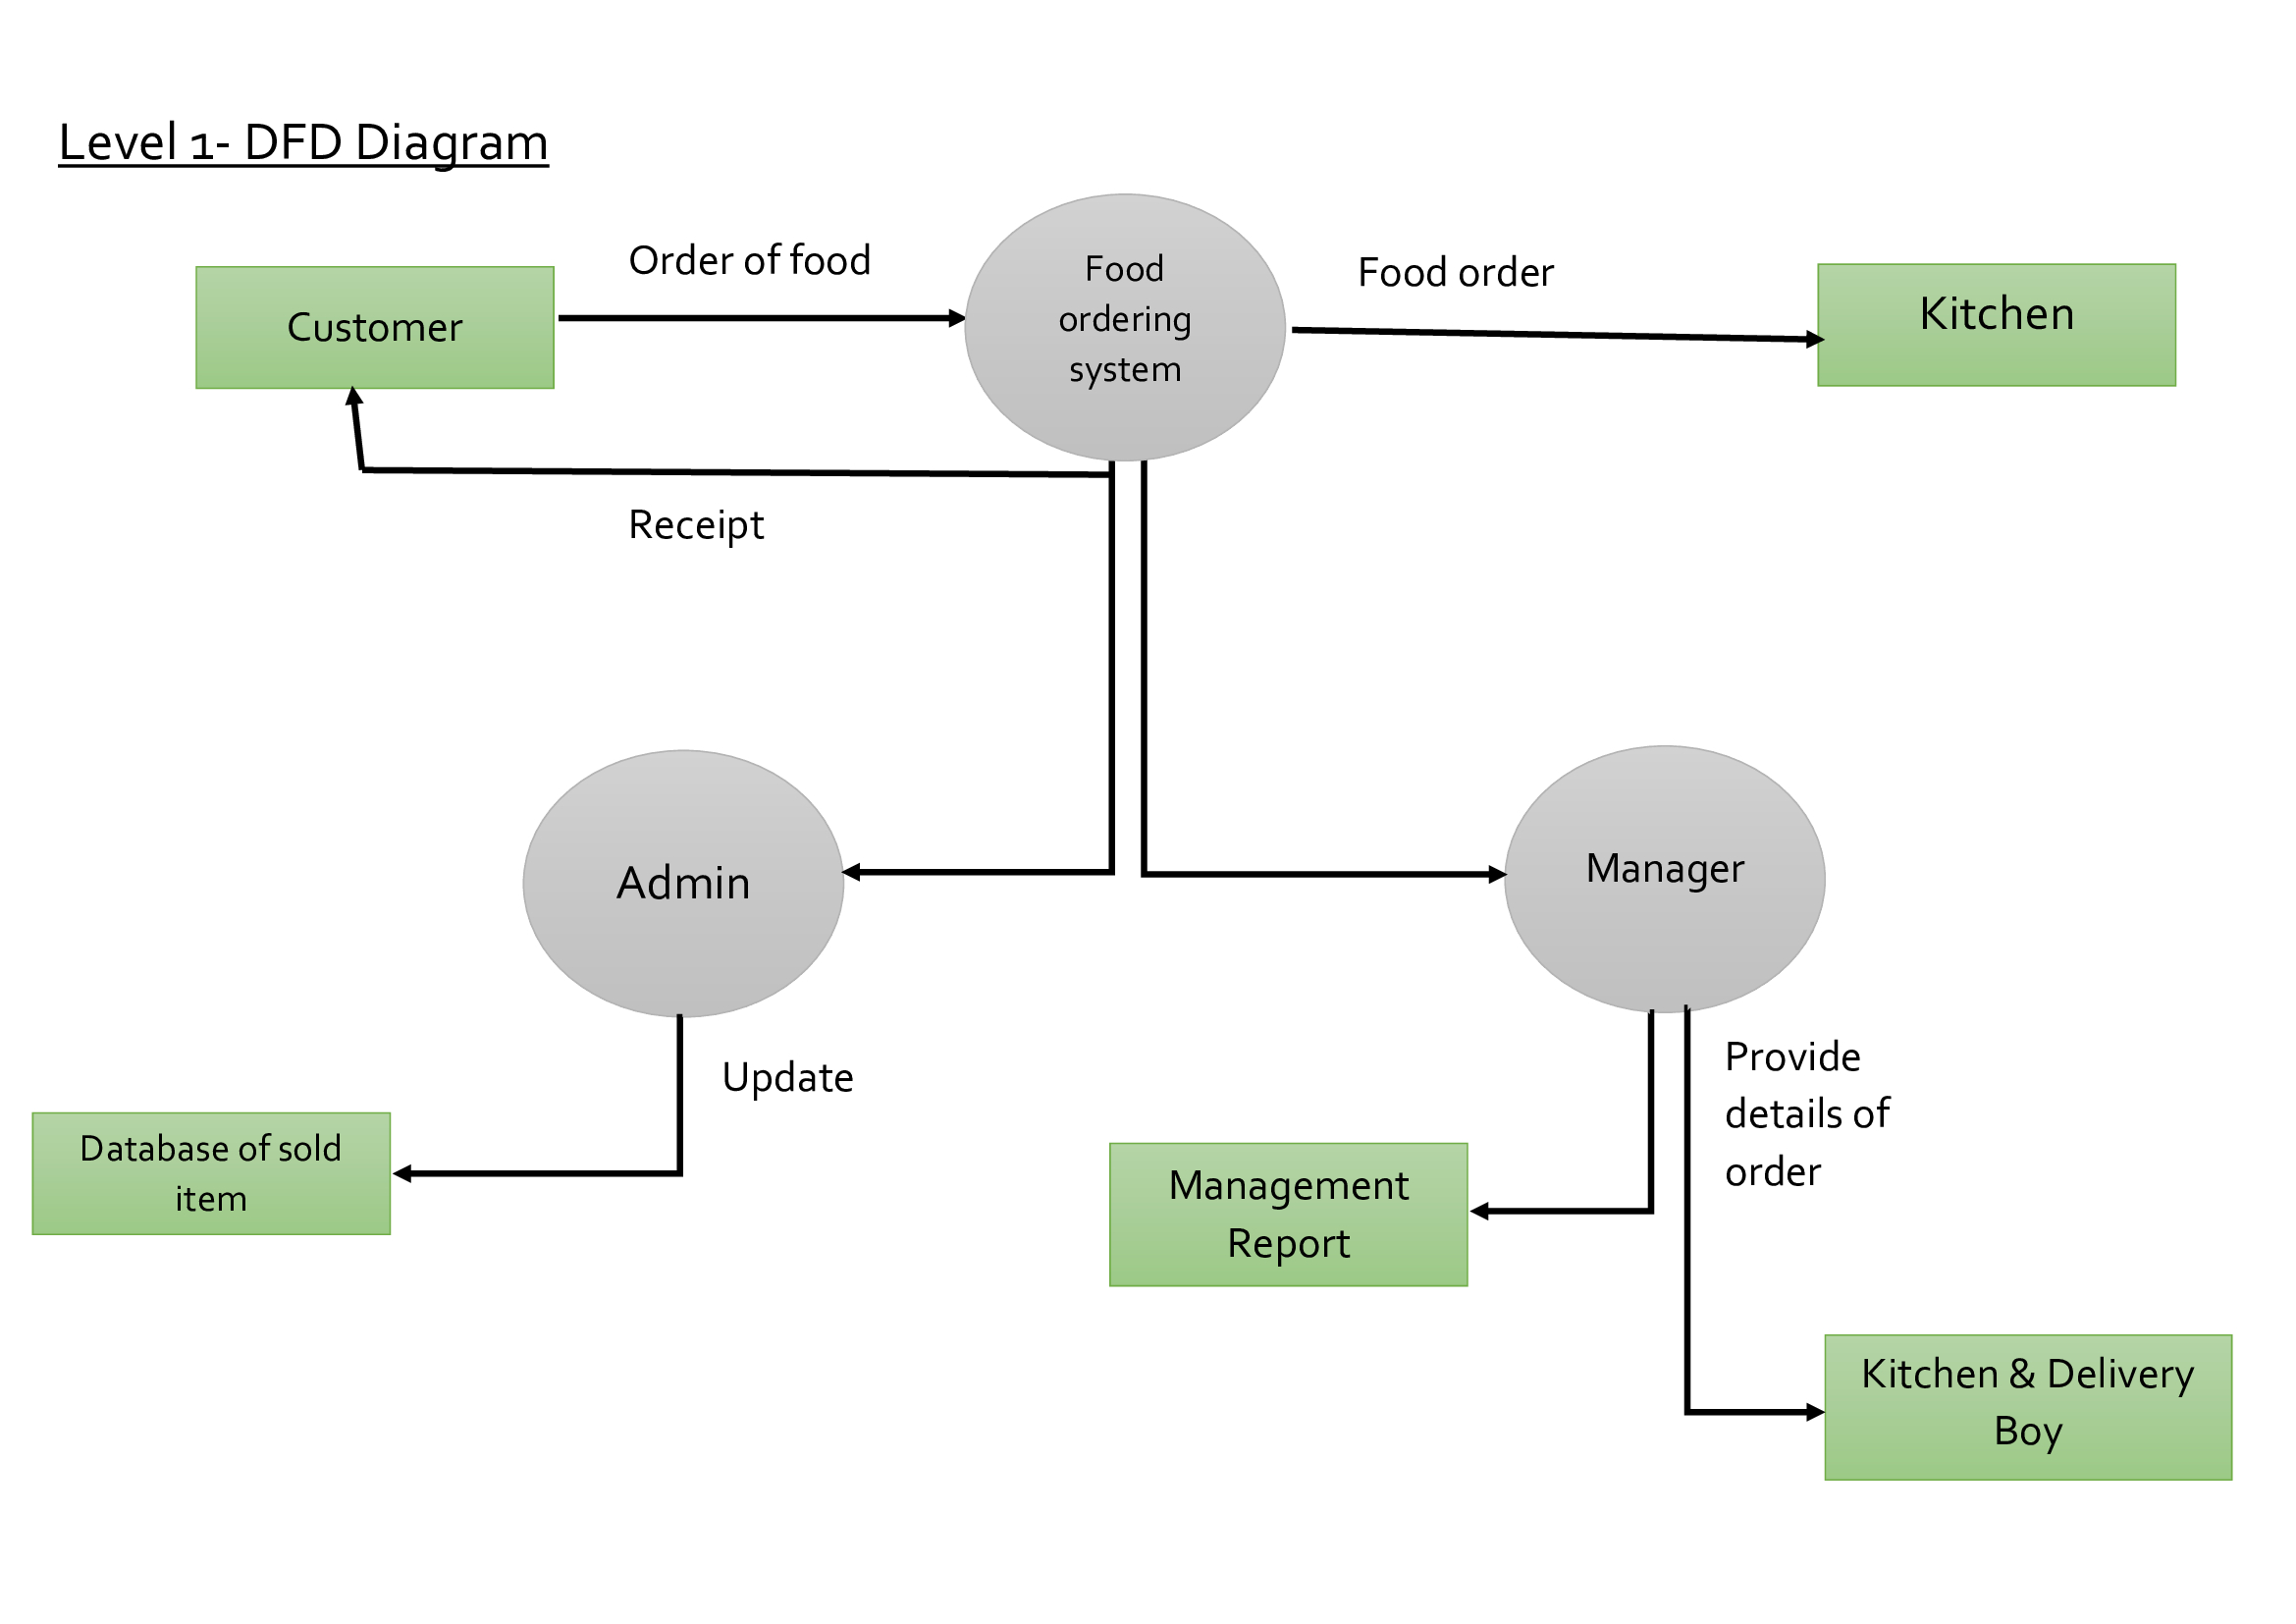 Level 1- DFD Diagram
Order of food
Food
ordering
system
Food order
Kitchen
Customer
Receipt
Admin
Manager
Update
Provide
details of
order
Database of sold
item
Management
Report
Kitchen & Delivery
Boy